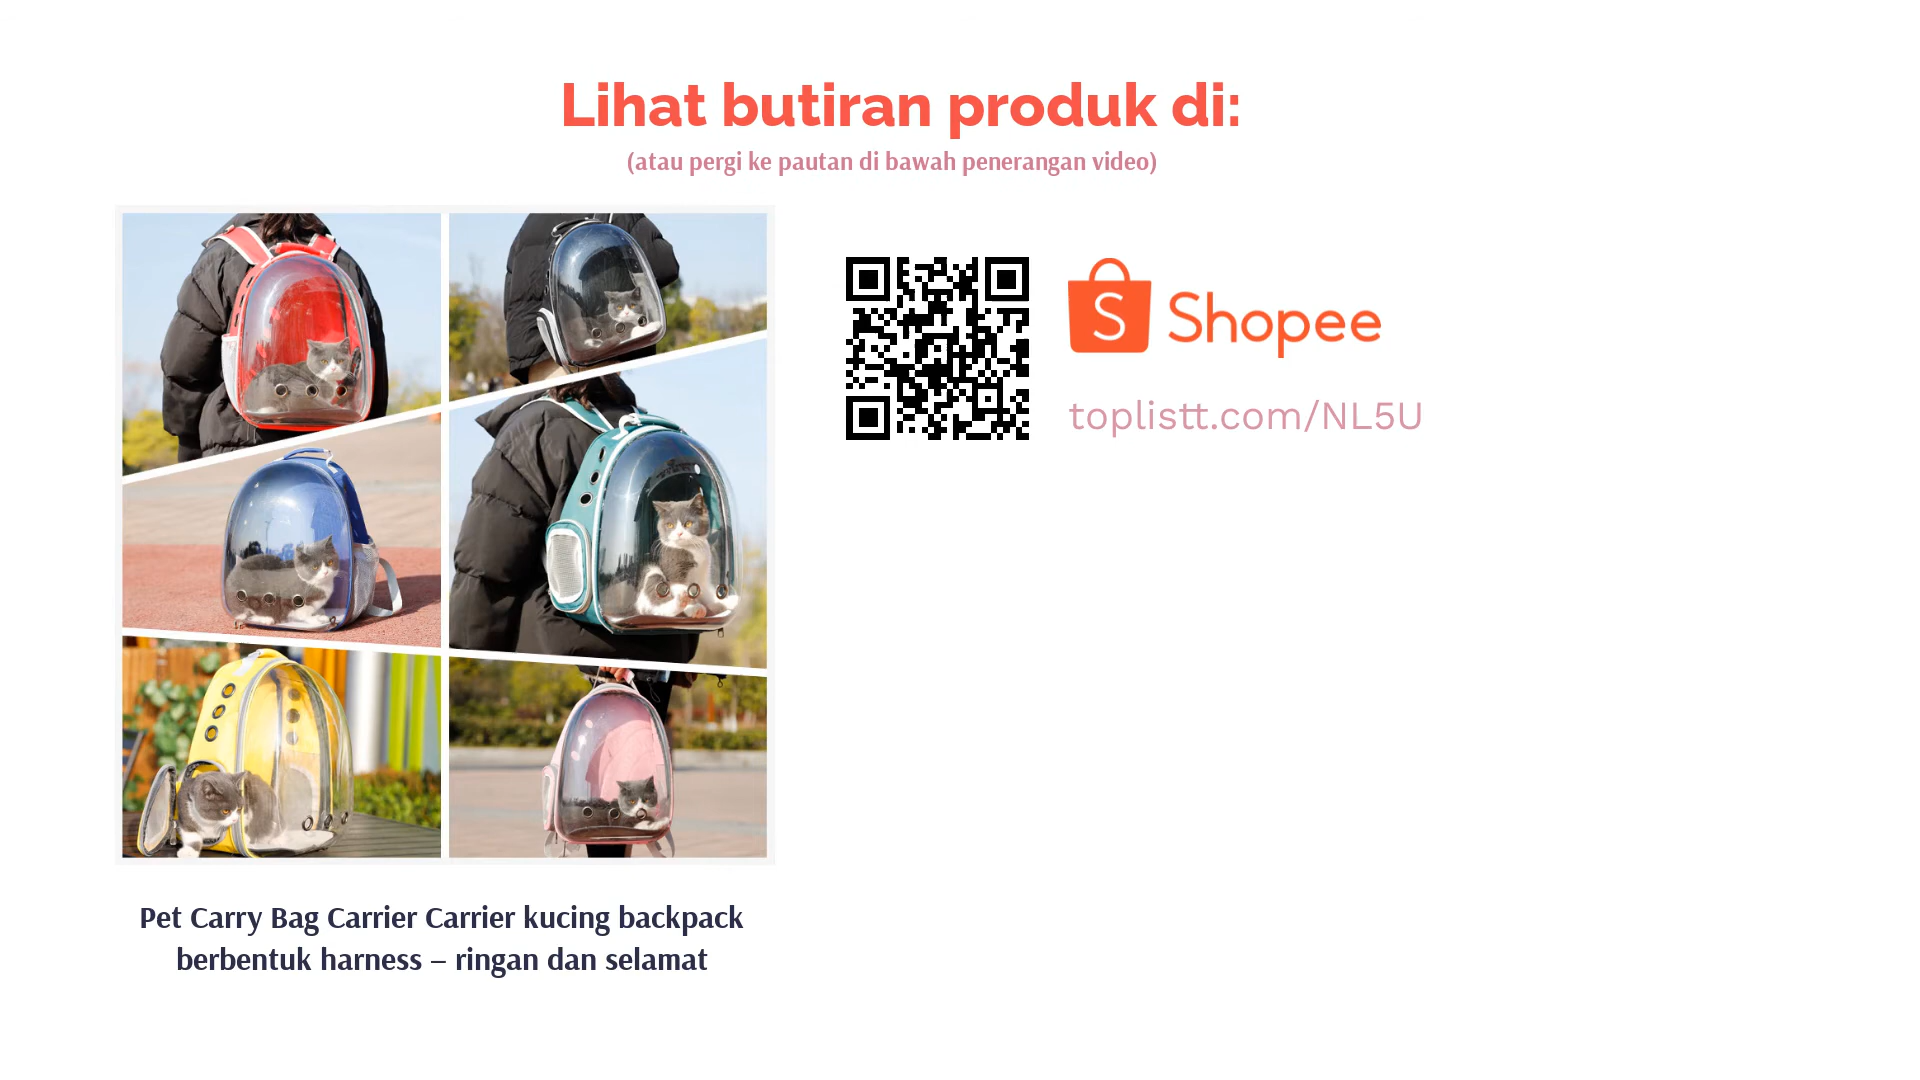 Lihat butiran produk di:
(atau pergi ke pautan di bawah penerangan video)
S Shopee
toplistt.com/NL5U
Pet Carry Bag Carrier Carrier kucing backpack
berbentuk harness – ringan dan selamat